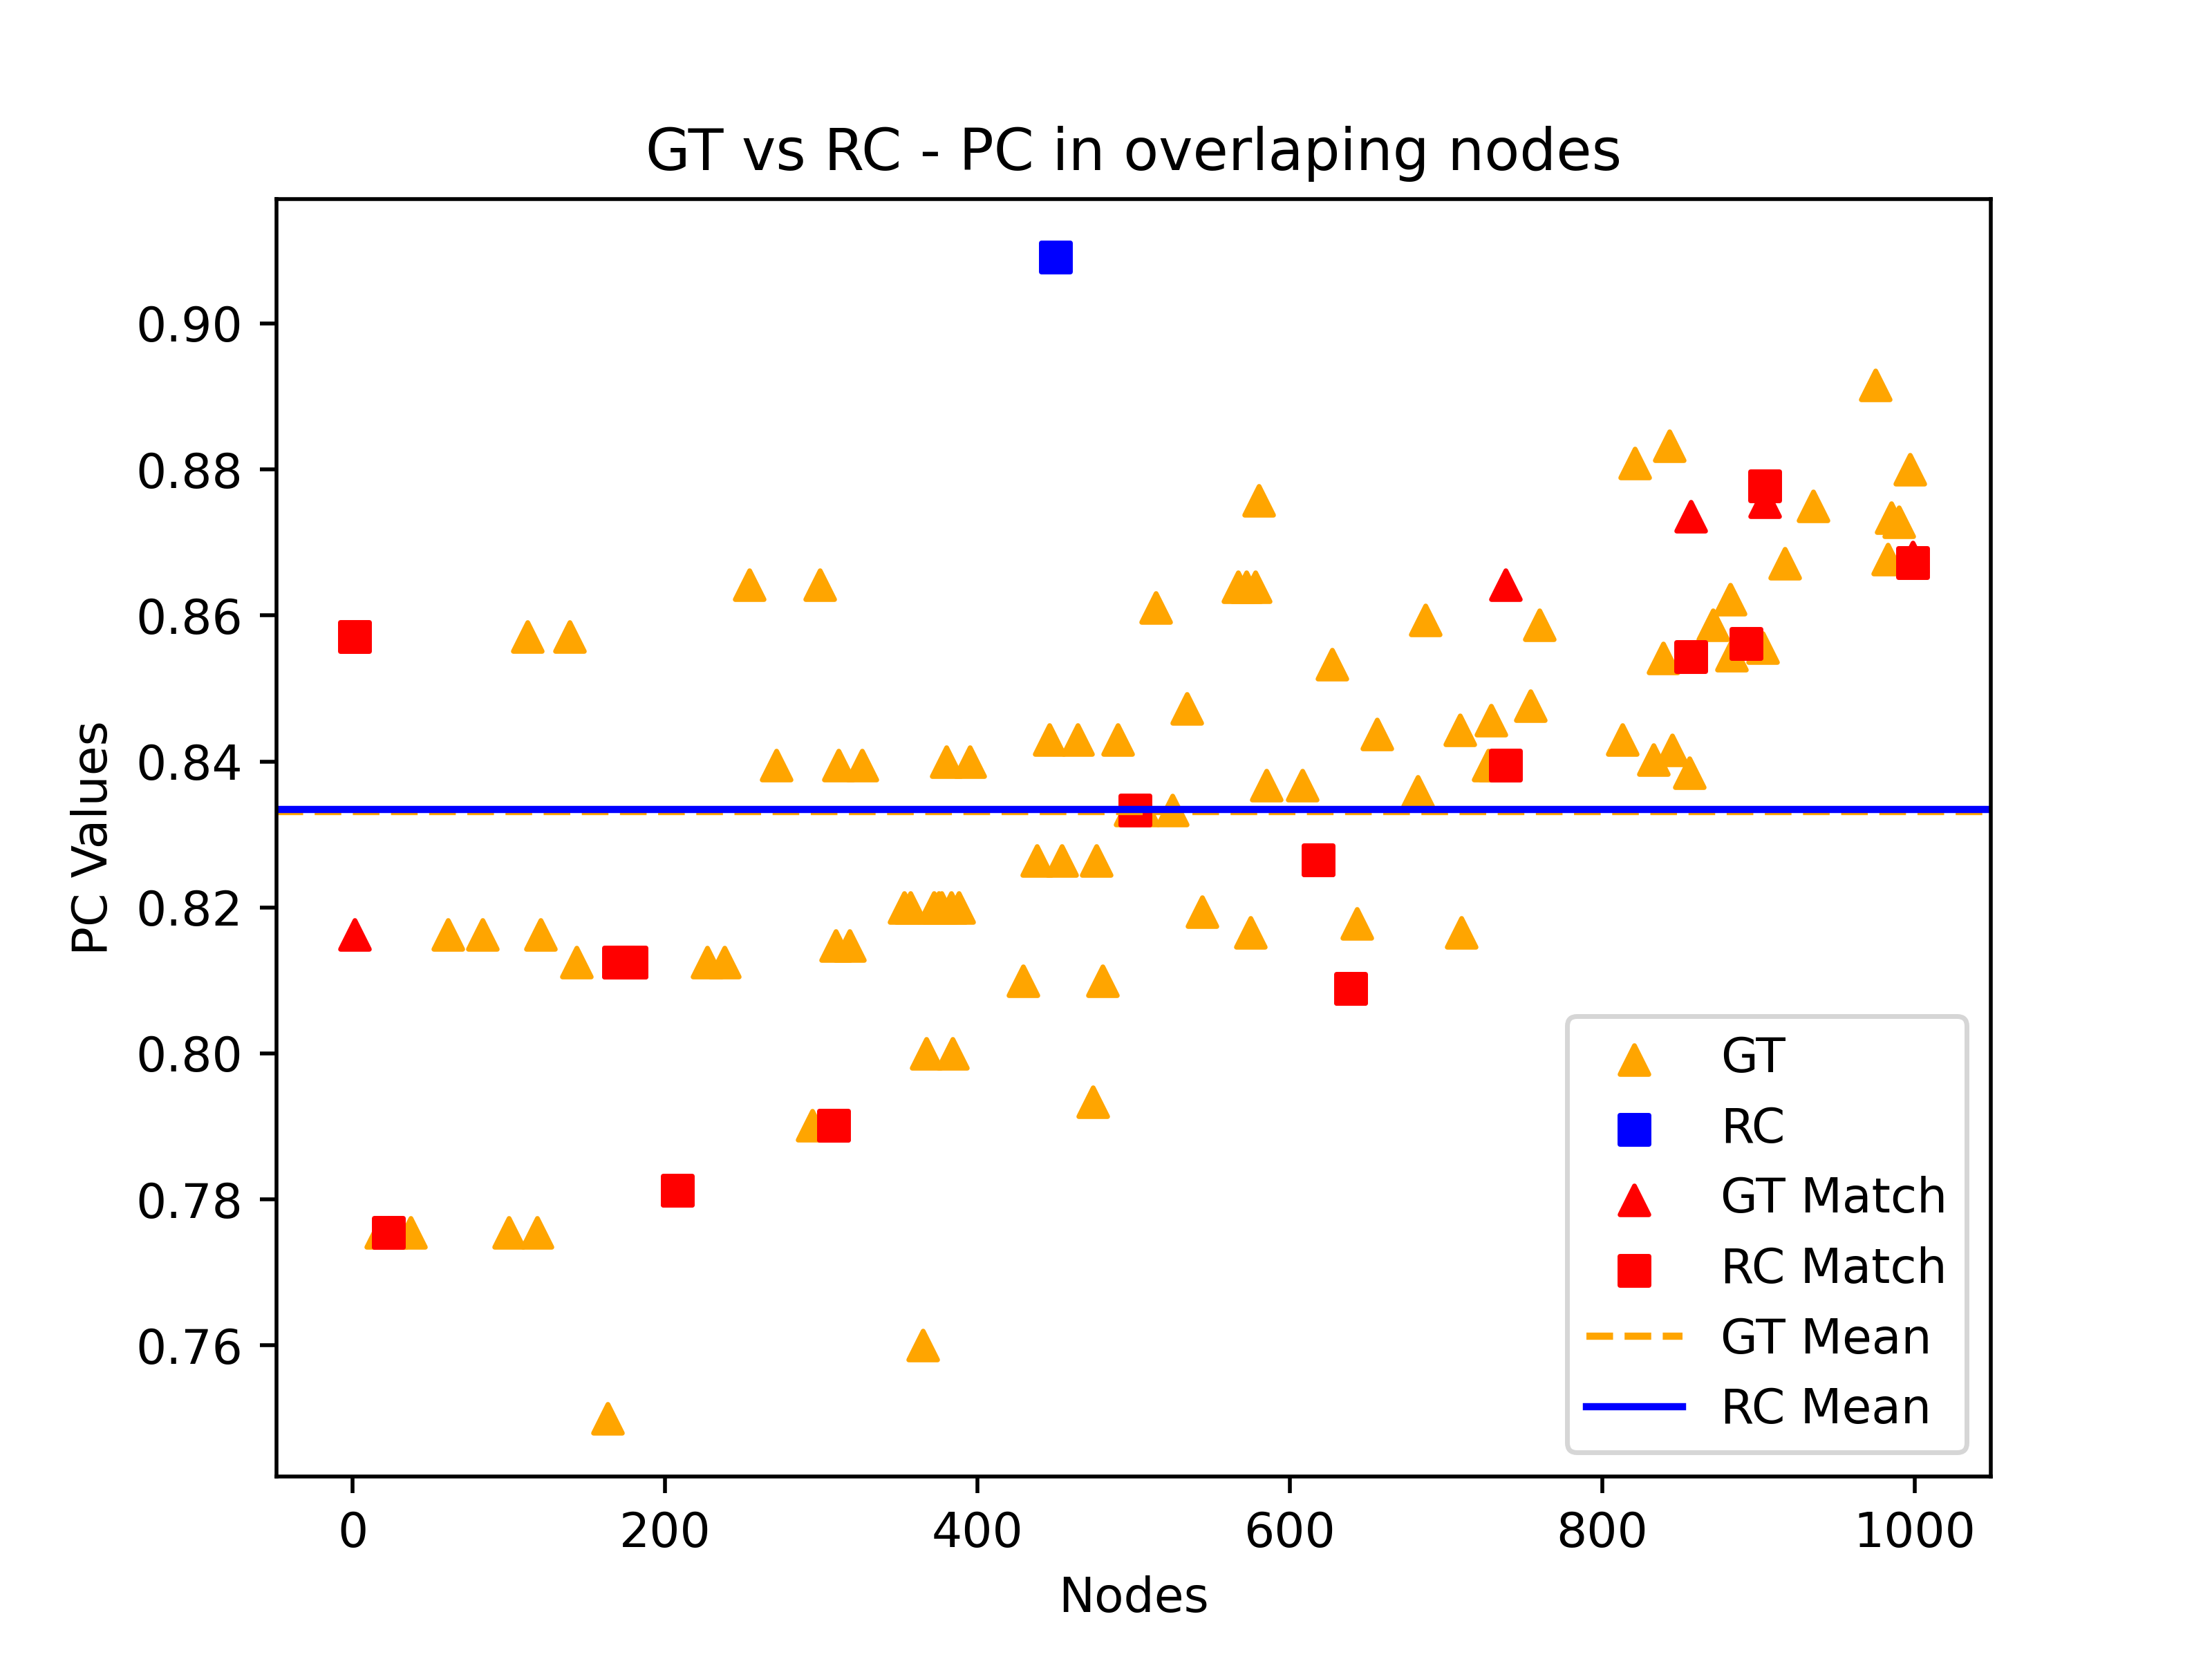 GT vs RC - PC in overlaping nodes
PC Values
0.90
0.88
0.86
0.84
0.82
0.80
0.78
0.76
GT
RC
GT Match
RC Match
GT Mean
RC Mean
0 200 400 600 800 1000
Nodes